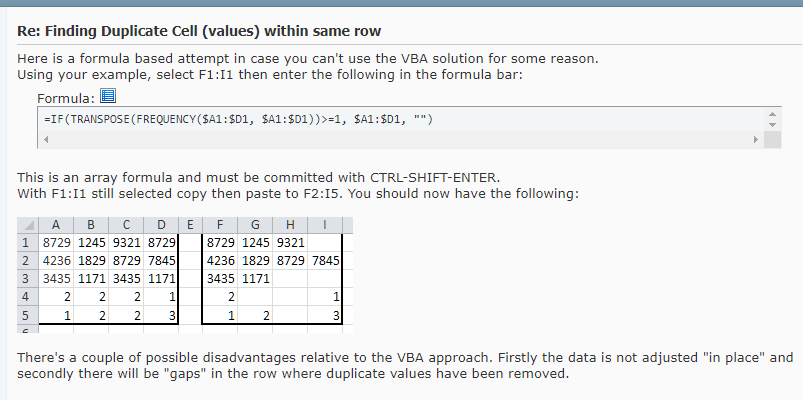 Re: Finding Duplicate Cell (values) within same row
Here is a formula based attempt in case you can't use the VBA solution for some reason.
Using your example, select F1:I1 then enter the following in the formula bar:
Formula:
=IF(TRANSPOSE(FREQUENCY($A1:$D1, $A1:$D1))>=1, $A1:$D1, "")
This is an array formula and must be committed with CTRL-SHIFT-ENTER.
With F1:I1 still selected copy then paste to F2:I5. You should now have the following:
A B C D E F G H I
1 8729 1245 9321 8729 8729 1245 9321
2 4236 1829 8729 7845 4236 1829 8729 7845
3 3435 1171 3435 1171 3435 1171
4 2 2 2 1 2 1
5 1 2 2 3 1 2 3
There's a couple of possible disadvantages relative to the VBA approach. Firstly the data is not adjusted "in place" and
secondly there will be "gaps" in the row where duplicate values have been removed.